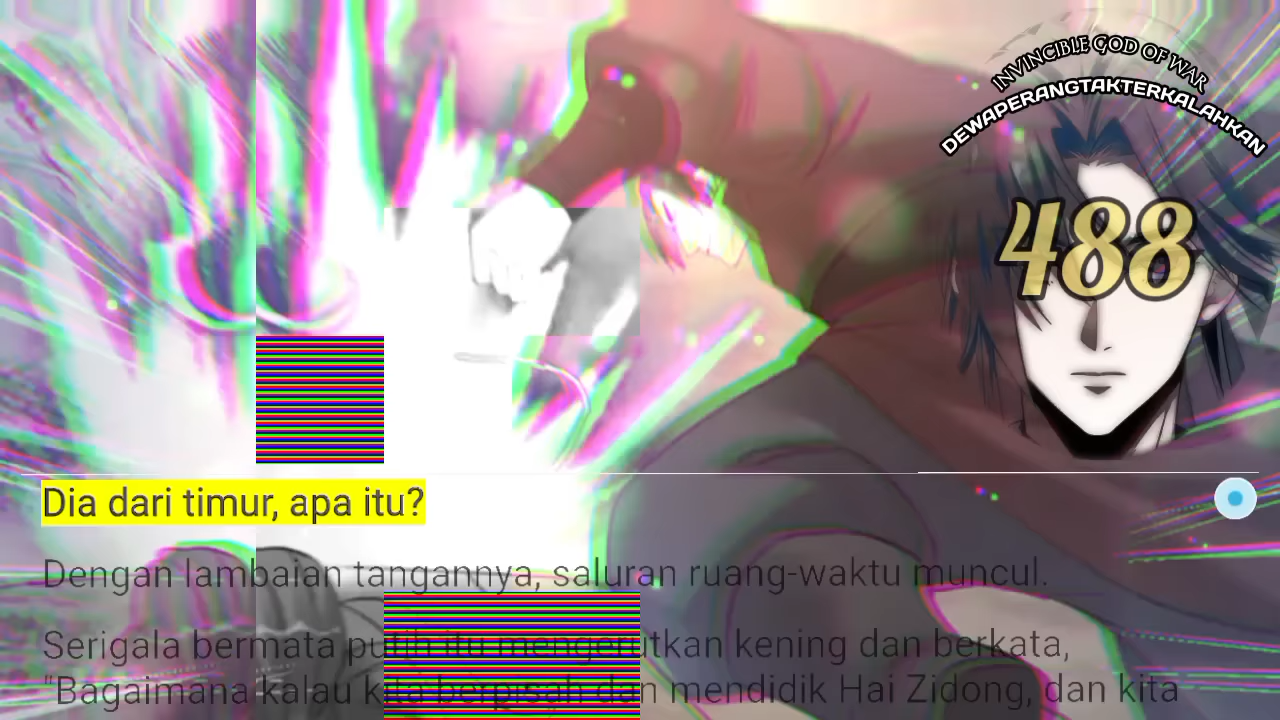 INVINCIBLE GOD OF WAR
DEWAPERANGTAKTERKALAHKAN
488
Dia dari timur, apa itu?
Dengan lambaian tangannya, saluran ruang-waktu muncul.
Serigala bermata putih itu mengerutkan kening dan berkata,
"Bagaimana kalau kita berpisah dan mendidik Hai Zidong, dan kita